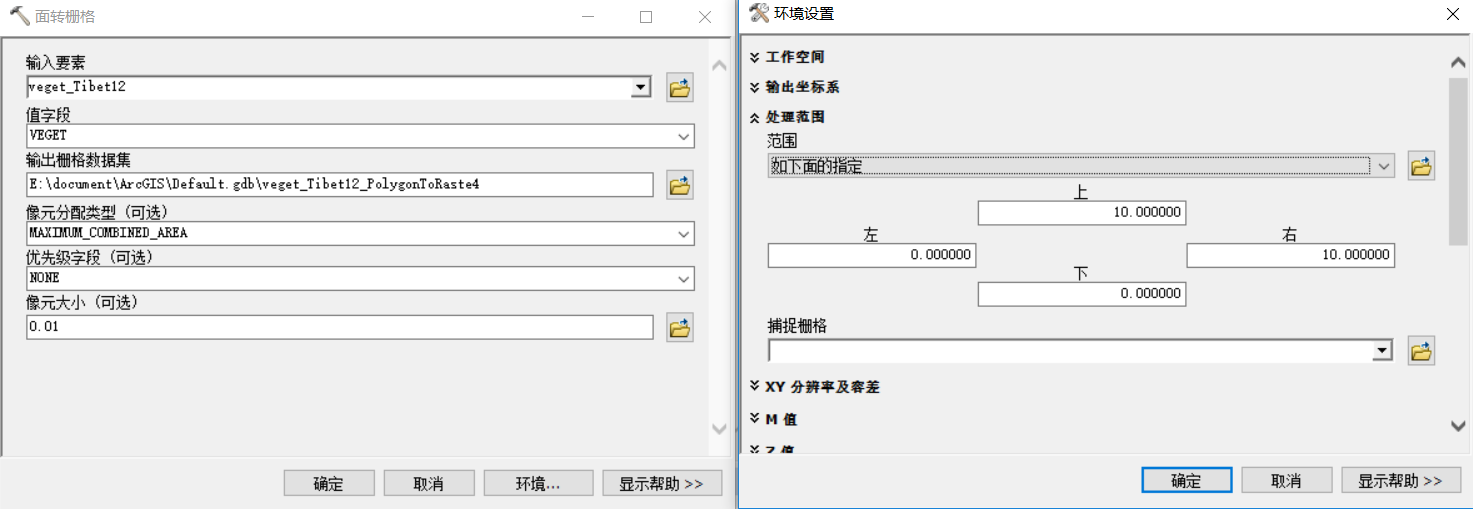 面转栅格
输入要素
veget_Tibet12
值字段
VEGET
输出栅格数据集
E:\document\ArcGIS\Default.gdb\veget_Tibet12_PolygonToRaste4
像元分配类型 (可选)
MAXIMUM_COMBINED_AREA
优先级字段 (可选)
NONE
像元大小 (可选)
0.01
确定
取消
环境...
显示帮助 >>
环境设置
工作空间
输出坐标系
处理范围
范围
如下面的指定
上
10.000000
左
右
0.000000
10.000000
下
0.000000
捕捉栅格
XY 分辨率及容差
M 值
Z 值
确定
取消
显示帮助 >>